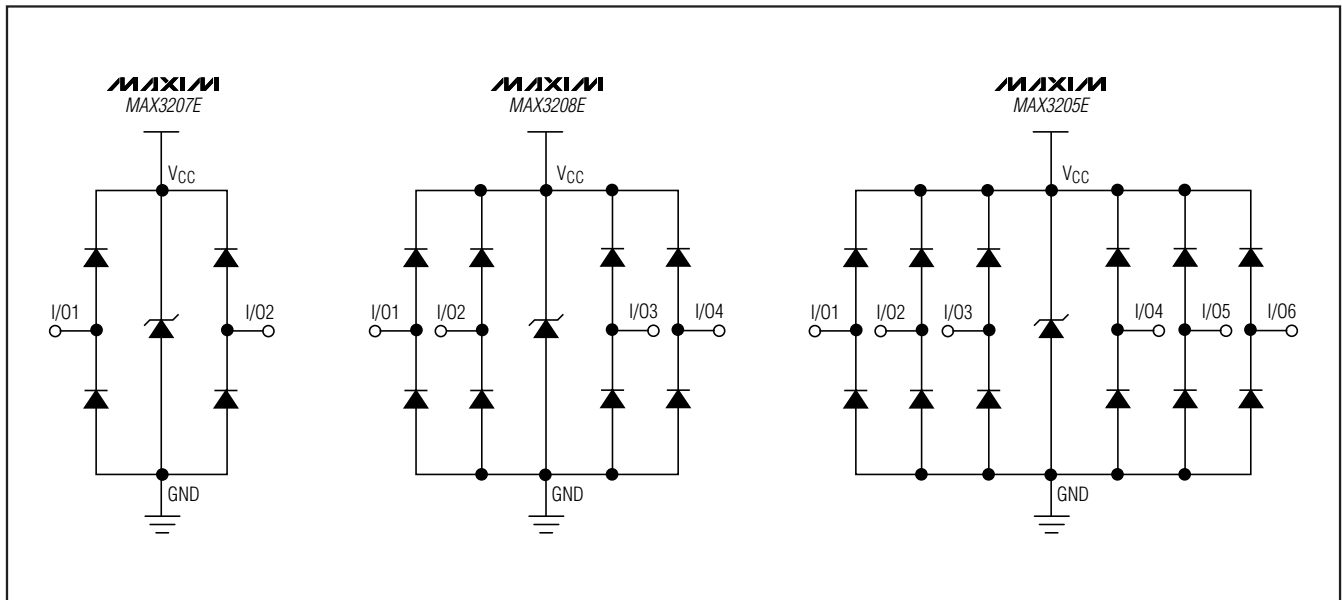 MAXIM
MAX3207E
VCC
I/O1
I/O2
GND
MAXIM
MAX3208E
VCC
I/O1
I/O2
I/O3
I/O4
GND
MAXIM
MAX3205E
VCC
I/O1
I/O2
I/O3
I/O4
I/O5
I/O6
GND